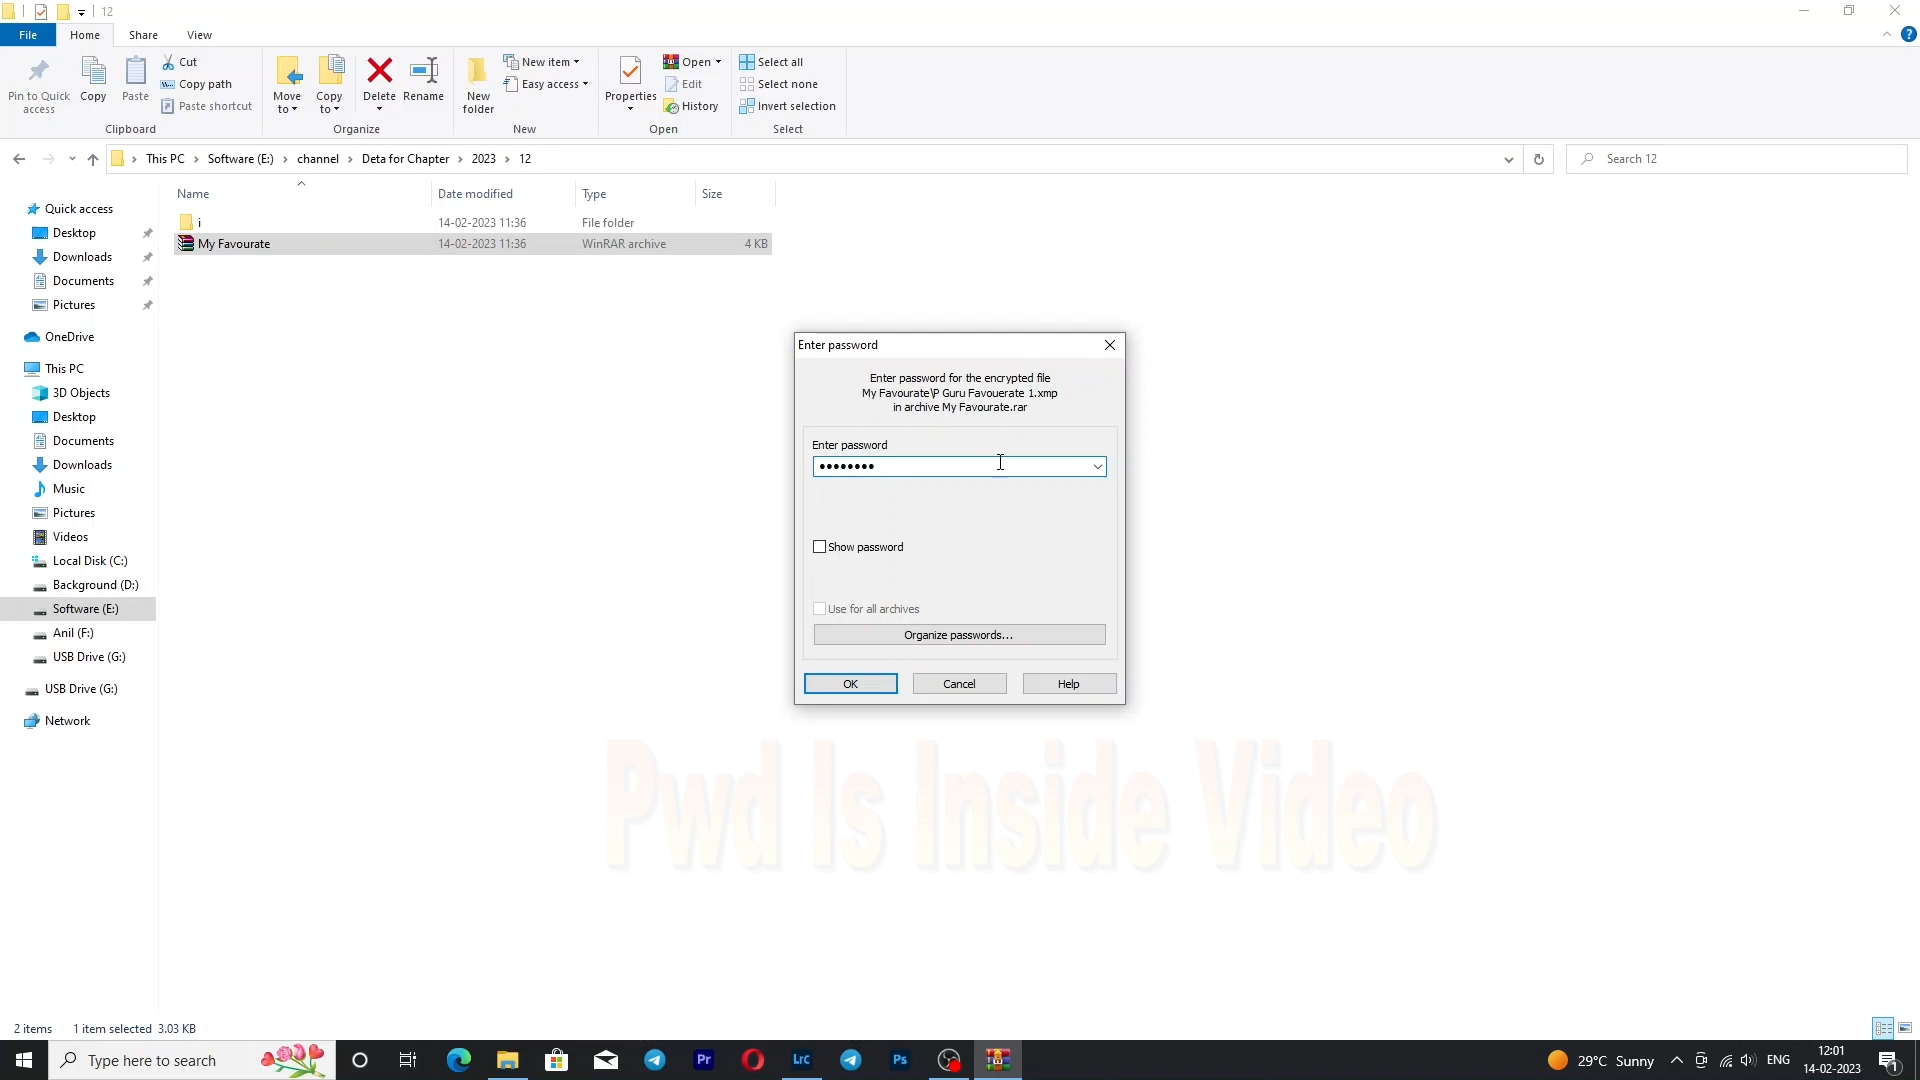 12
File
Home
Share
View
Pin to Quick access
Copy
Paste
Cut
Copy path
Paste shortcut
Clipboard
Move to
Copy to
Delete
Rename
Organize
New folder
New item
Easy access
New
Properties
Open
Edit
History
Open
Select all
Select none
Invert selection
Select
This PC > Software (E:) > channel > Deta for Chapter > 2023 > 12
Search 12
Name
Date modified
Type
Size
i
14-02-2023 11:36
File folder
My Favourate
14-02-2023 11:36
WinRAR archive
4 KB
Quick access
Desktop
Downloads
Documents
Pictures
OneDrive
This PC
3D Objects
Desktop
Documents
Downloads
Music
Pictures
Videos
Local Disk (C:)
Background (D:)
Software (E:)
Anil (F:)
USB Drive (G:)
USB Drive (G:)
Network
Enter password
Enter password for the encrypted file
My Favourate\P Guru Favouerate 1.xmp
in archive My Favourate.rar
Enter password
••••••••
Show password
Use for all archives
Organize passwords...
OK
Cancel
Help
Pwd Is Inside Video
2 items
1 item selected 3.03 KB
Type here to search
Pr
Lrc
Ps
29°C Sunny
ENG
12:01
14-02-2023
1